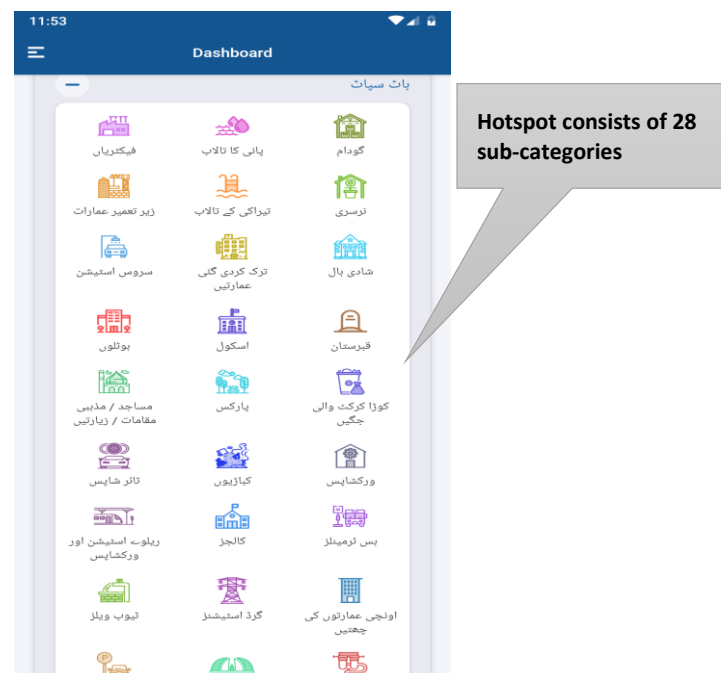 11:53
Dashboard
ہاٹ سپاٹ
گودام
پانی کا تالاب
فیکٹریاں
نرسری
تیراکی کے تالاب
زیر تعمیر عمارات
شادی ہال
ترک کردی گئی
عمارتیں
سروس اسٹیشن
قبرستان
اسکول
ہوٹلوں
کوڑا کرکٹ والی
جگہیں
پارکس
مساجد / مذہبی
مقامات / زیارتیں
ورکشاپس
کباڑیوں
ٹائر شاپس
بس ٹرمینلز
کالجز
ریلوے اسٹیشن اور
ورکشاپس
اونچی عمارتوں کی
چھتیں
گرڈ اسٹیشنز
ٹیوب ویلز
Hotspot consists of 28
sub-categories